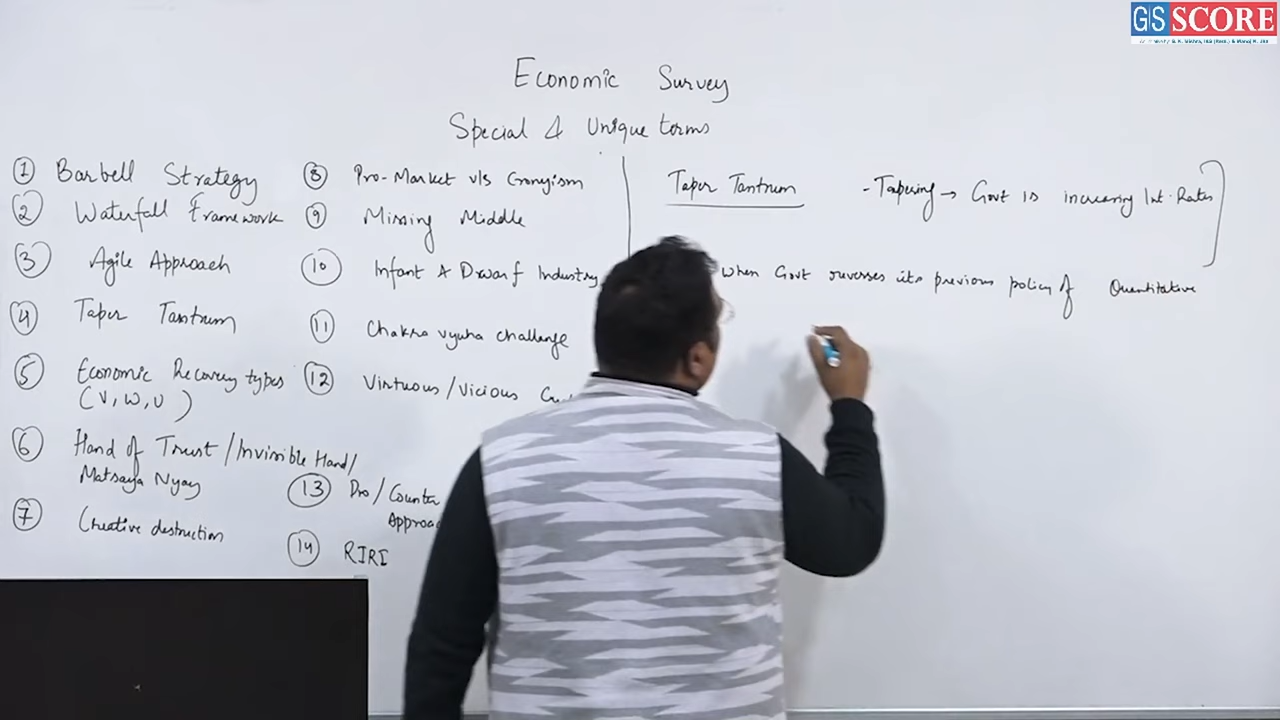 GS SCORE
Economic Survey
Special & Unique terms
1 Barbell Strategy
2 Waterfall Framework
3 Agile Approach
4 Taper Tantrum
5 Economic Recovery types
(V, W, U)
6 Hand of Trust / Invisible Hand/
Matsaya Nyay
7 Creative destruction
8 Pro-Market v/s Cronyism
9 Missing Middle
10 Infant & Dwarf Industry
11 Chakra vyuha challenge
12 Virtuous / Vicious
13 Pro / Counter
14 RIRI
Taper Tantrum
- Tapering → Govt is increasing Int. Rates
when Govt reverses its previous policy of Quantitative